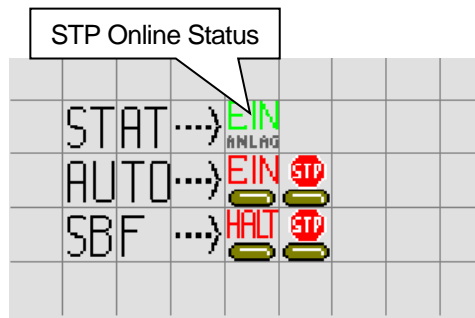 STP Online Status
STAT EIN
ANLAG
AUTO EIN STP
SBF HALT STP